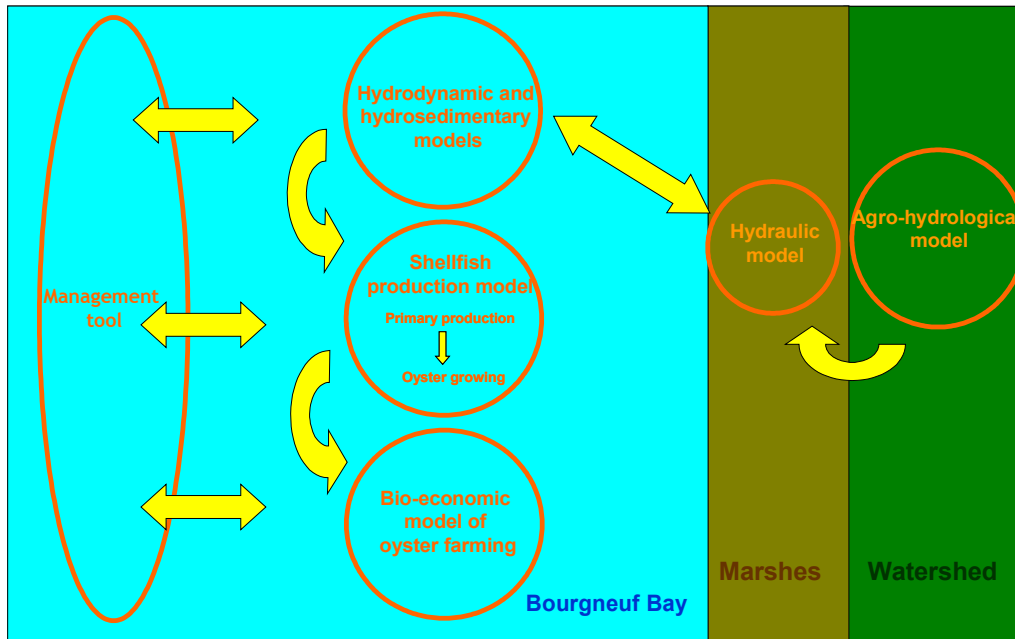 Hydrodynamic and
hydrosedimentary
models
Management
tool
Shellfish
production model
Primary production
Oyster growing
Bio-economic
model of
oyster farming
Hydraulic
model
Agro-hydrological
model
Bourgneuf Bay
Marshes
Watershed